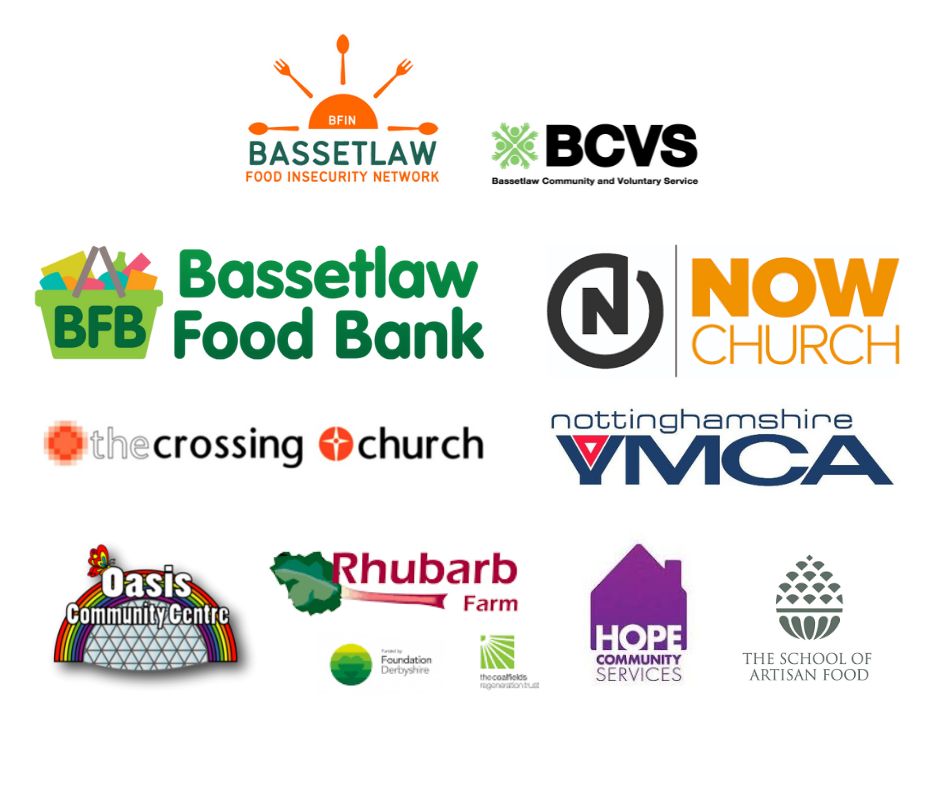 BFIN
BASSETLAW
FOOD INSECURITY NETWORK
BCVS
Bassetlaw Community and Voluntary Service
BFB
Bassetlaw
Food Bank
N
NOW
CHURCH
thecrossing church
nottinghamshire
YMCA
Oasis
Community Centre
Rhubarb
Farm
Funded by
Foundation
Derbyshire
the coalfields
regeneration trust
HOPE
COMMUNITY
SERVICES
THE SCHOOL OF
ARTISAN FOOD